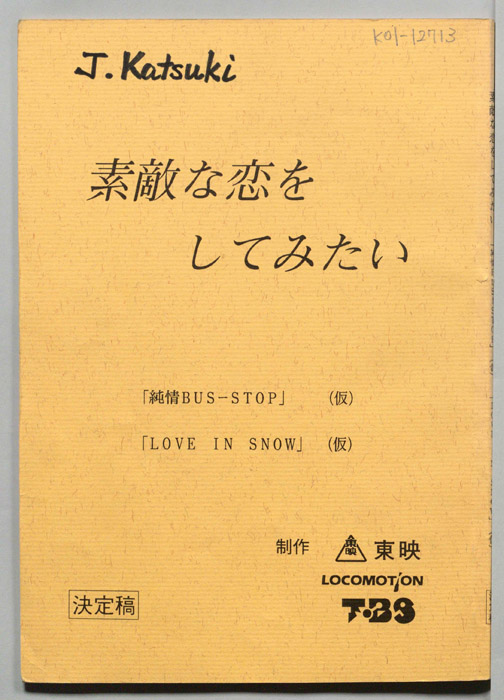 K01-12713
J. Katsuki
素敵な恋を
してみたい
「純情BUS-STOP」 (仮)
「LOVE IN SNOW」 (仮)
制作 東映
LOCOMOTiON
決定稿
T・B・S